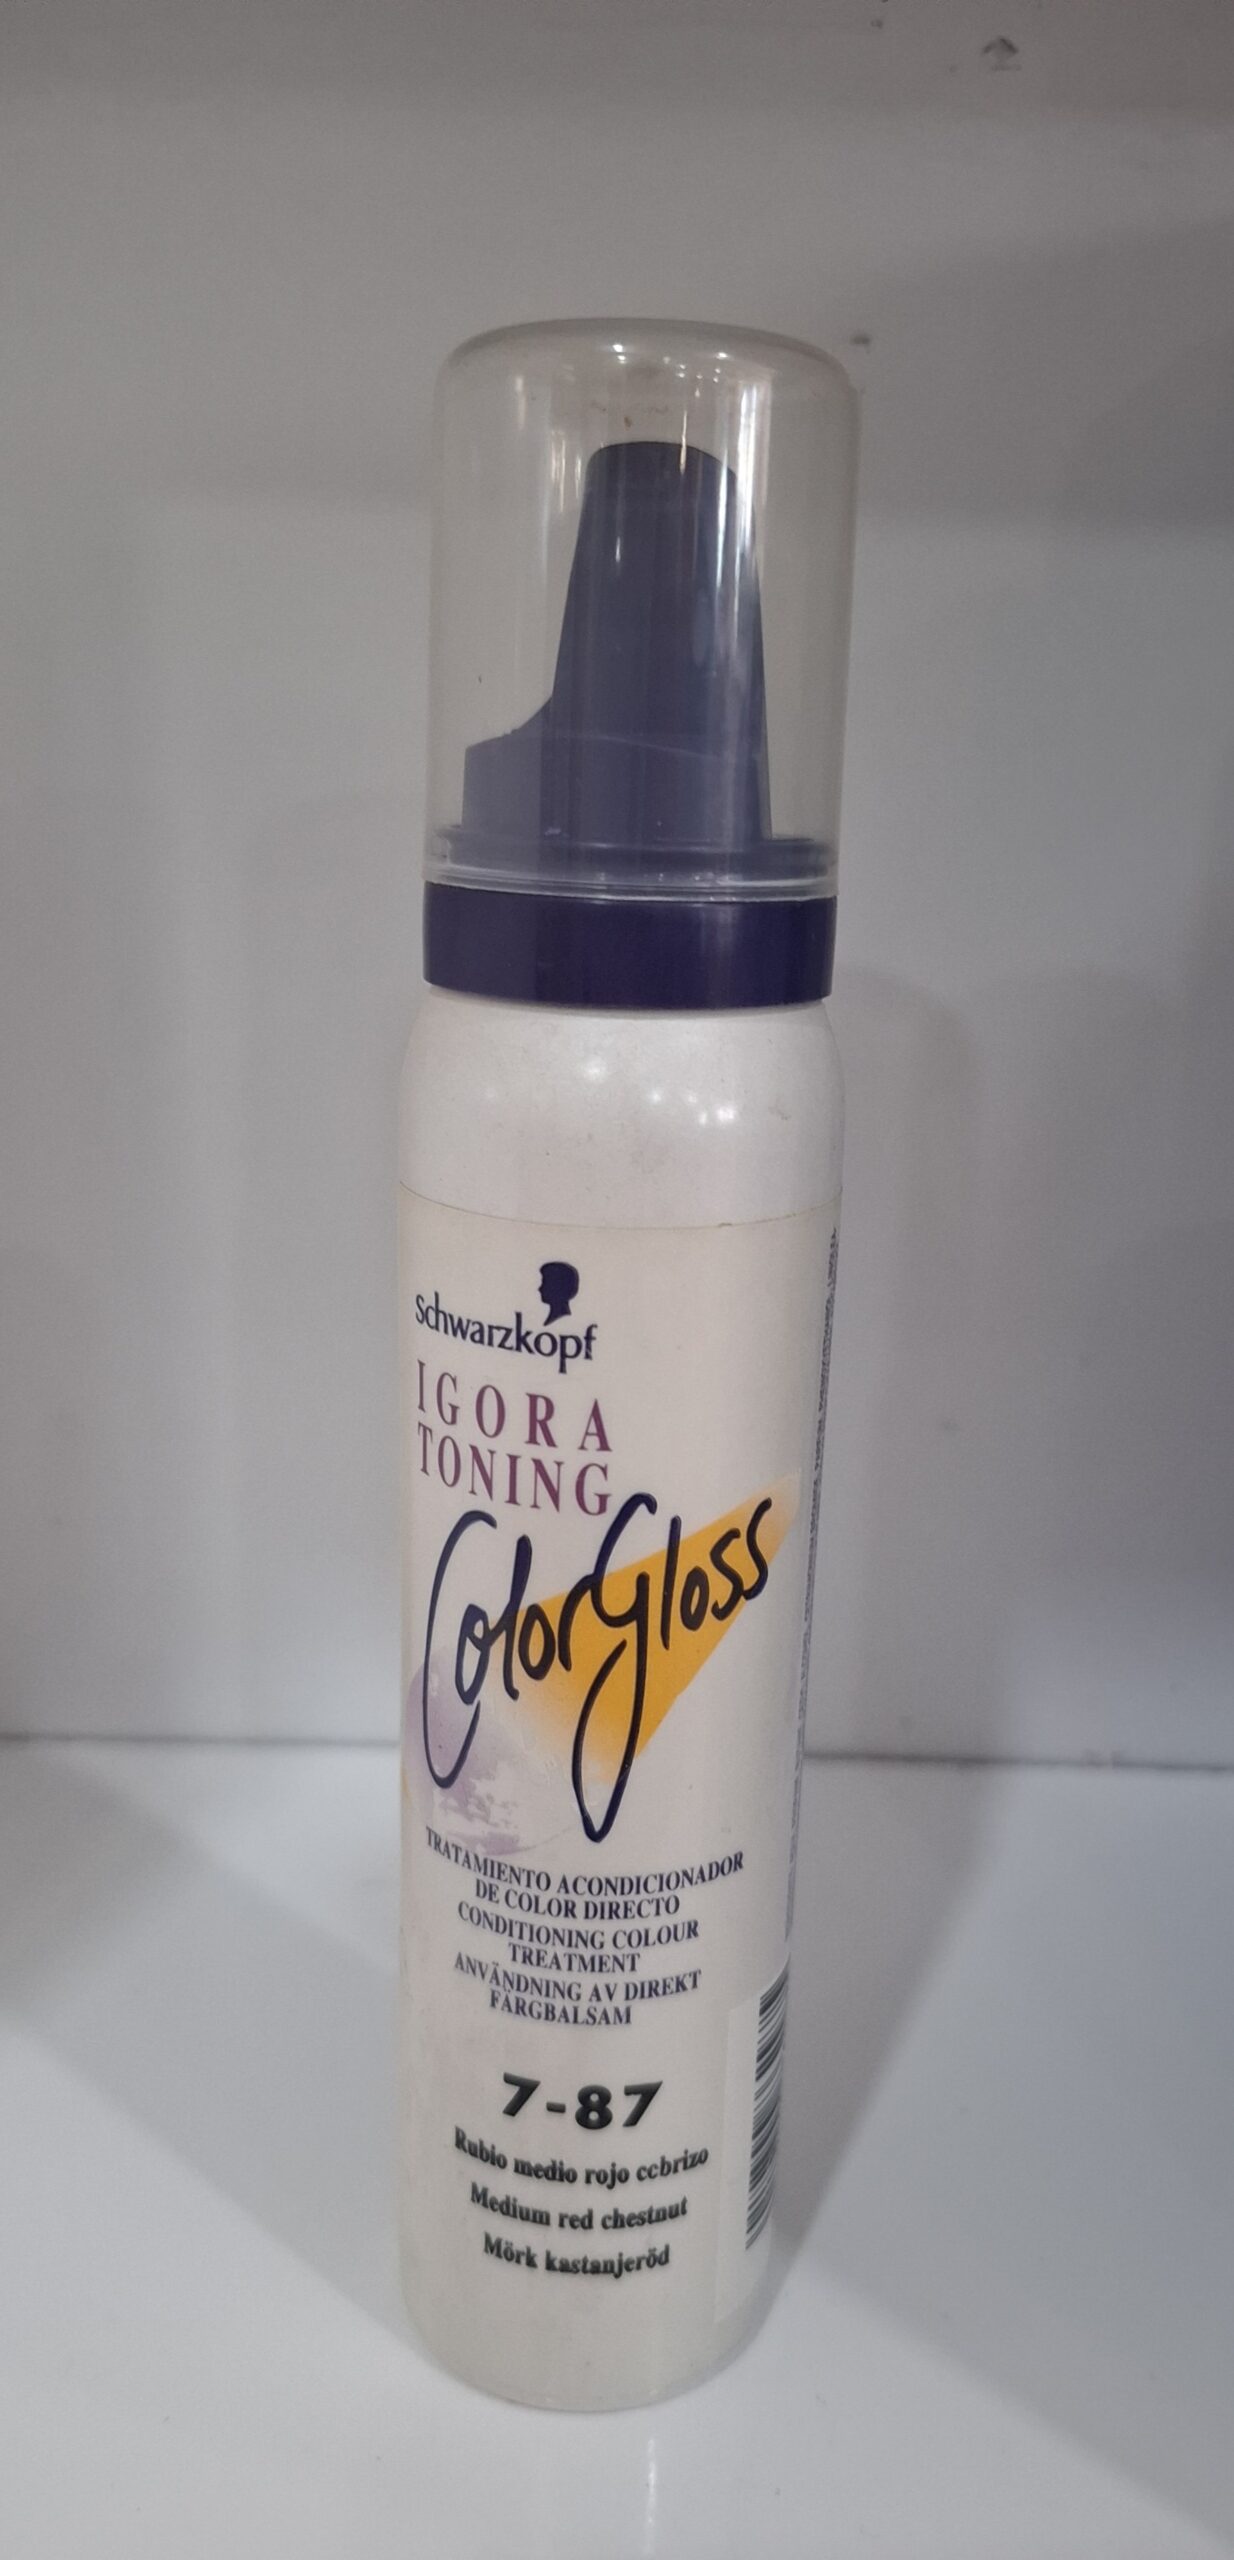 schwarzkopf
IGORA
TONING
ColorGloss
TRATAMIENTO ACONDICIONADOR
DE COLOR DIRECTO
CONDITIONING COLOUR
TREATMENT
ANVÄNDNING AV DIREKT
FÄRGBALSAM
7-87
Rubio medio rojo ccbrizo
Medium red chestnut
Mörk kastanjeröd